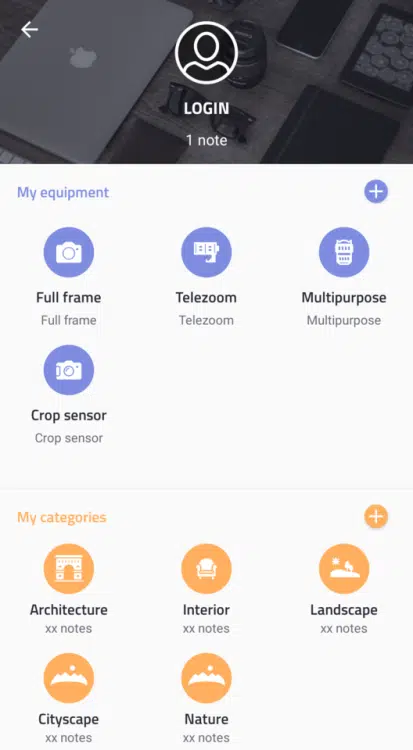 LOGIN
1 note
My equipment
Full frame
Telezoom
Multipurpose
Full frame
Telezoom
Multipurpose
Crop sensor
Crop sensor
My categories
Architecture
Interior
Landscape
xx notes
xx notes
xx notes
Cityscape
Nature
xx notes
xx notes